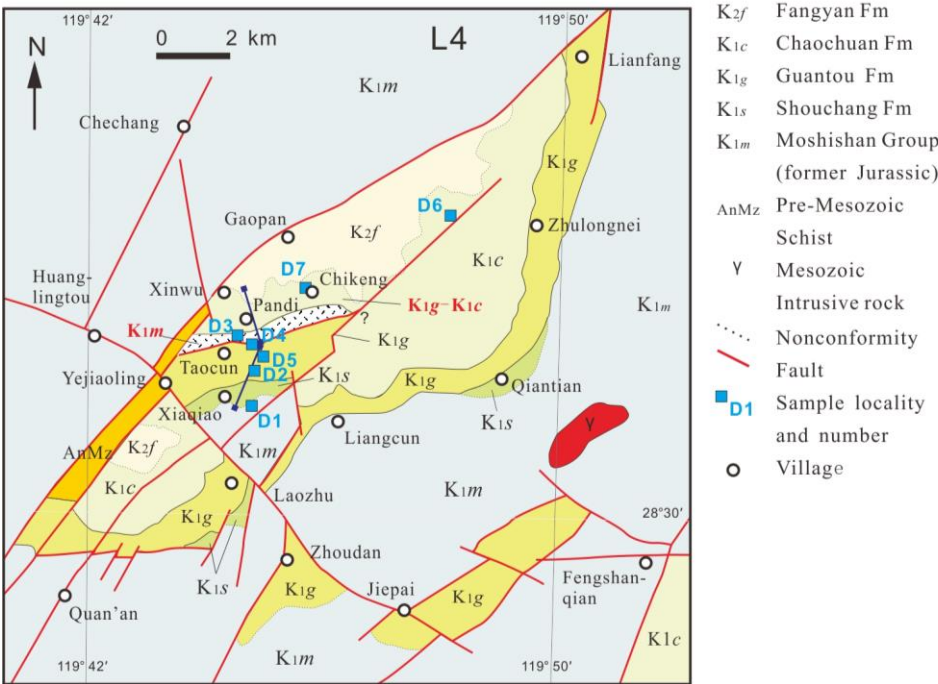 119° 42′
119° 50′
N
0 2 km
L4
Lianfang
K1m
Chechang
K1g
D6
Gaopan
K2f
Zhulongnei
K1c
Huang-
lingtou
D7
Chikeng
Xinwu
Pandi
K1g-K1c
K1m
K1m
D3
D4
?
K1g
Taocun
D5
D2
K1s
K1g
Yejiaoling
Qiantian
Xiaqiao
D1
K1s
Liangcun
γ
K2f
K1m
AnMz
K1c
K1m
Laozhu
K1g
28° 30′
Zhoudan
K1s
K1g
Jiepai
K1g
Fengshan-
qian
Quan'an
K1c
K1m
119° 42′
119° 50′
K2f Fangyan Fm
K1c Chaochuan Fm
K1g Guantou Fm
K1s Shouchang Fm
K1m Moshishan Group
(former Jurassic)
AnMz Pre-Mesozoic
Schist
γ Mesozoic
Intrusive rock
Nonconformity
Fault
D1 Sample locality
and number
Village